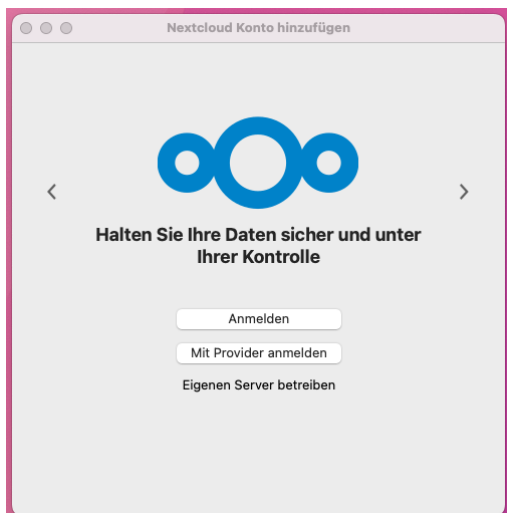 Nextcloud Konto hinzufügen
Halten Sie Ihre Daten sicher und unter
Ihrer Kontrolle
Anmelden
Mit Provider anmelden
Eigenen Server betreiben